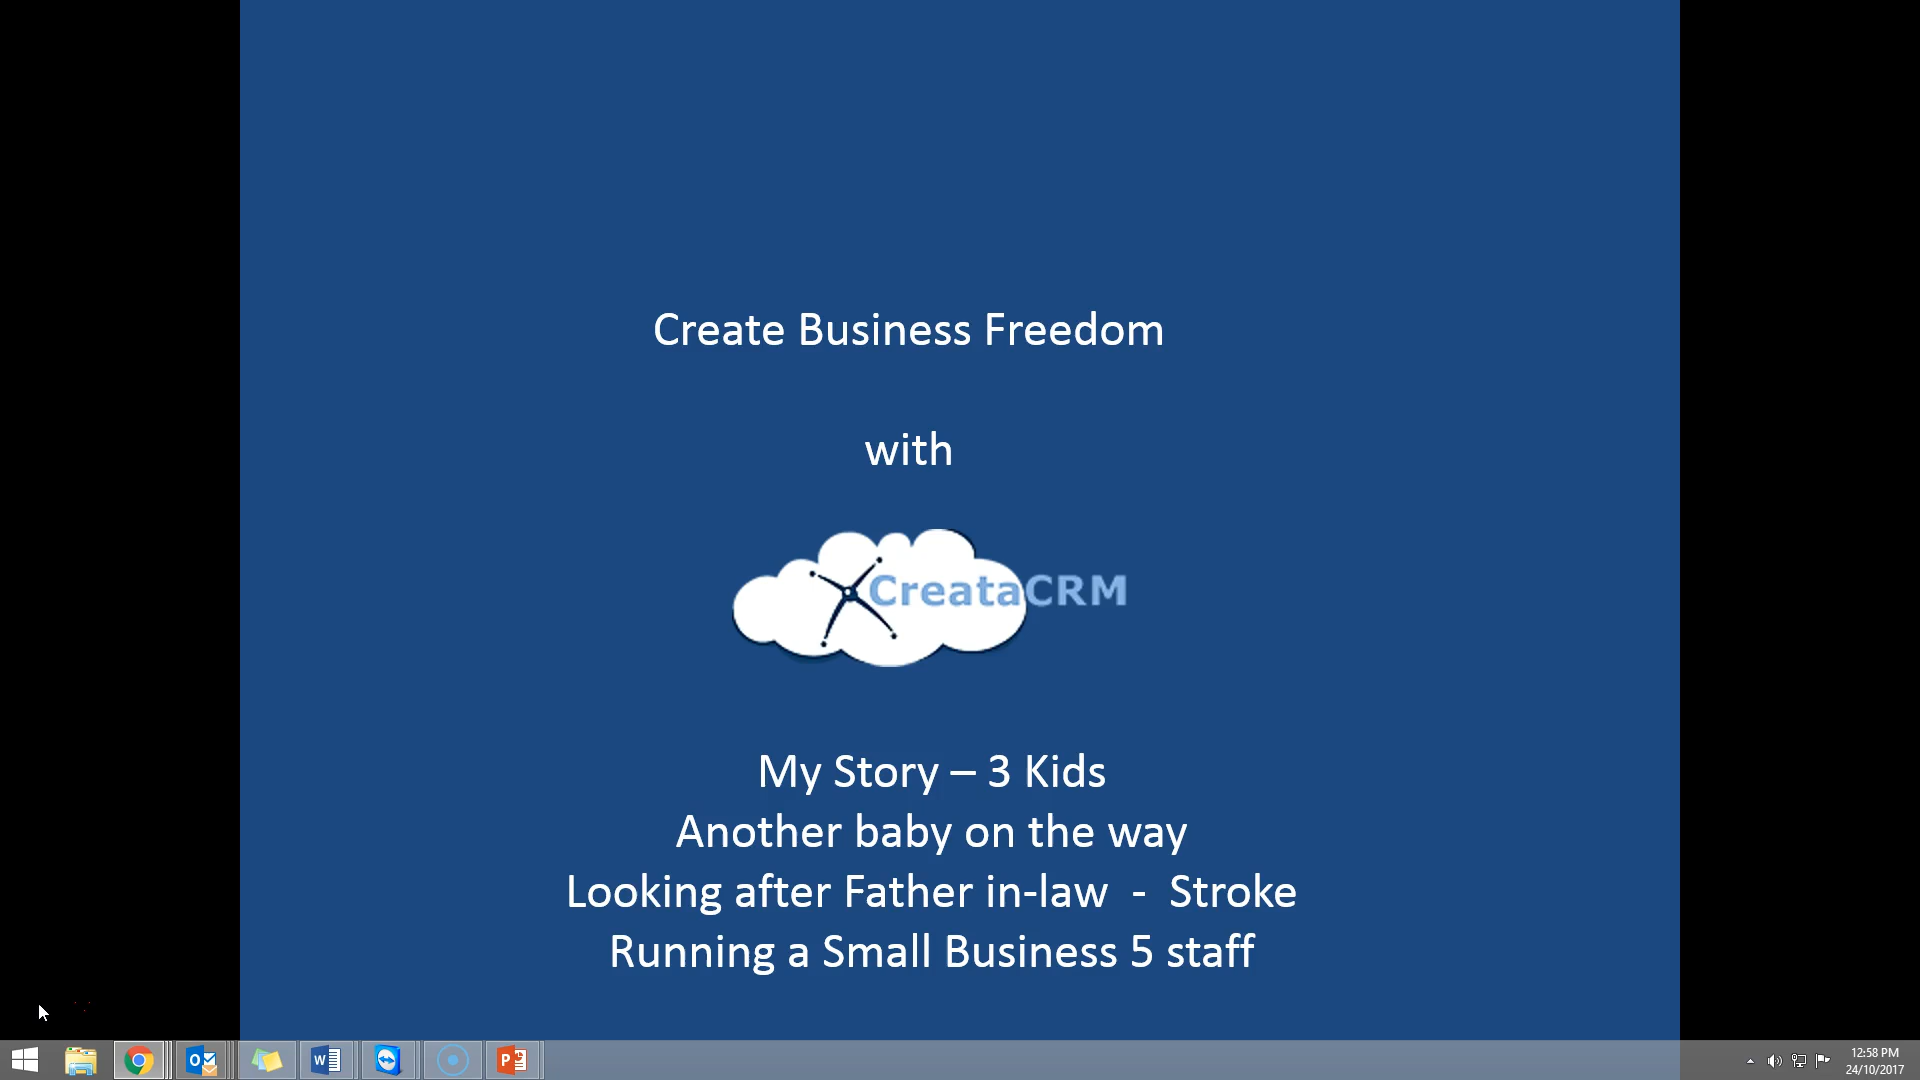 Create Business Freedom
with
CreataCRM
My Story – 3 Kids
Another baby on the way
Looking after Father in-law  -  Stroke
Running a Small Business 5 staff
12:58 PM
24/10/2017